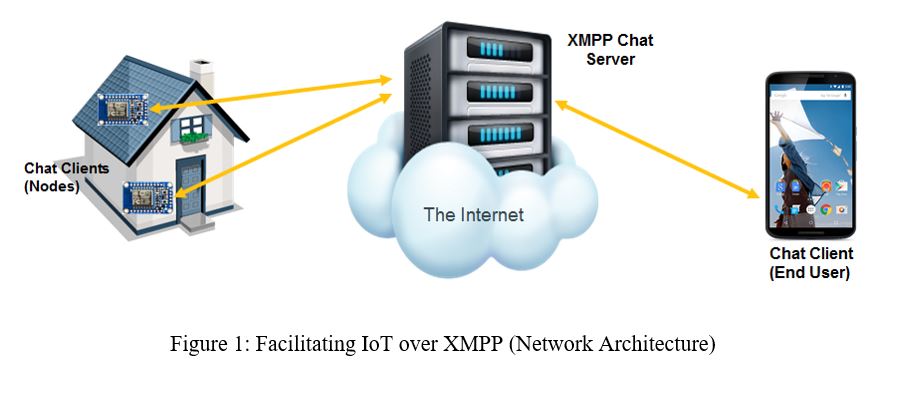 XMPP Chat
Server
Chat Clients
(Nodes)
The Internet
Chat Client
(End User)
Figure 1: Facilitating IoT over XMPP (Network Architecture)